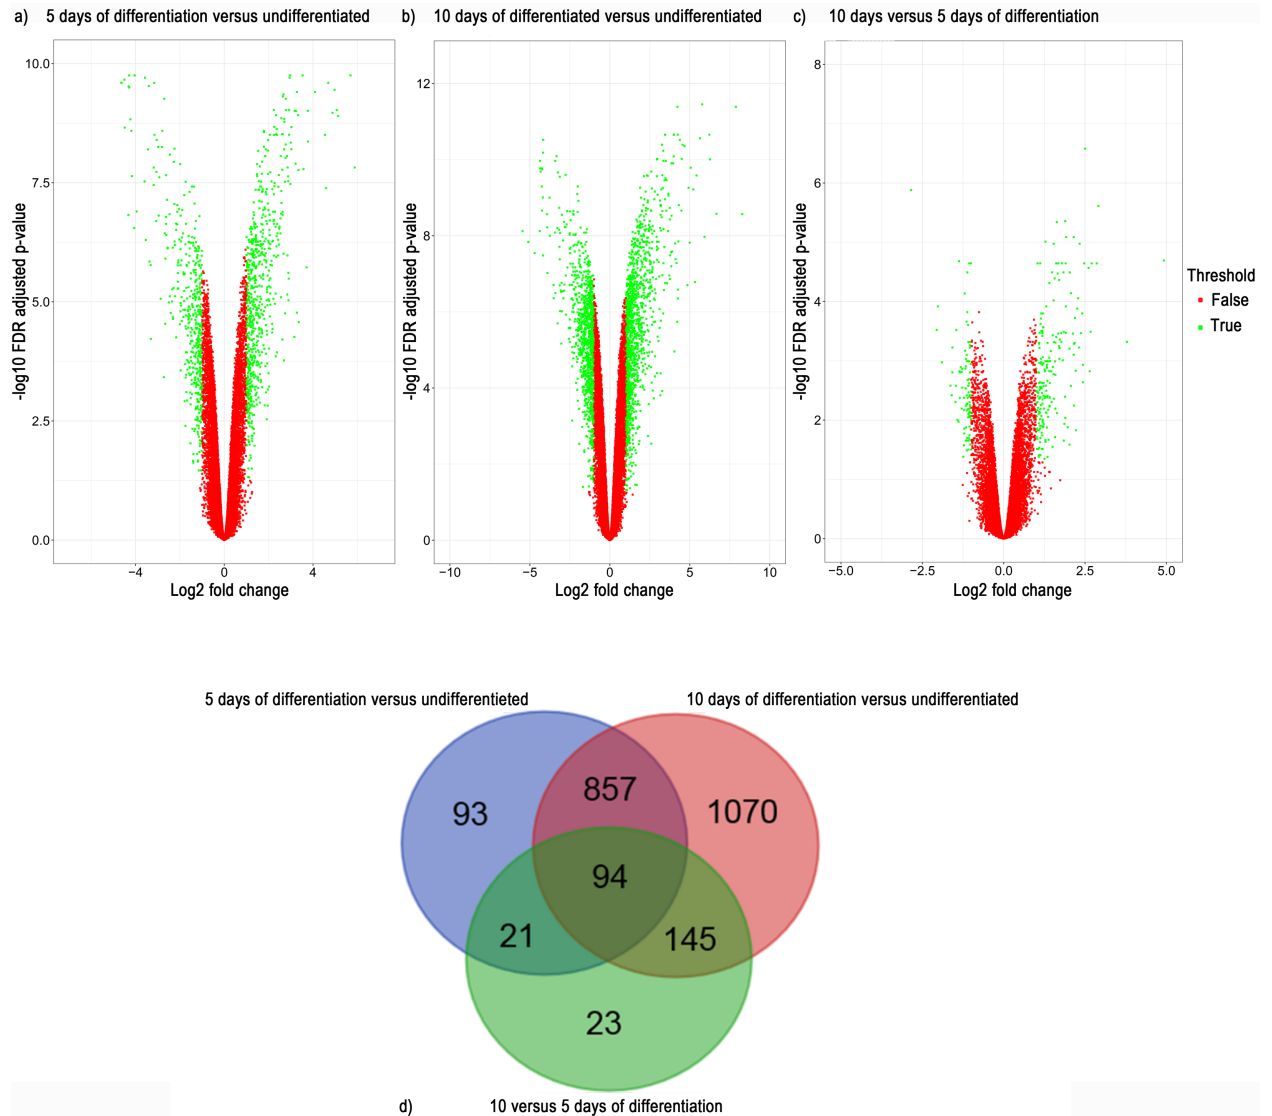 a) 5 days of differentiation versus undifferentiated
b) 10 days of differentiated versus undifferentiated
c) 10 days versus 5 days of differentiation
-log10 FDR adjusted p-value
10.0
7.5
5.0
2.5
0.0
−4
0
4
Log2 fold change
-log10 FDR adjusted p-value
12
8
4
0
−10
−5
0
5
10
Log2 fold change
-log10 FDR adjusted p-value
8
6
4
2
0
−5.0
−2.5
0.0
2.5
5.0
Log2 fold change
Threshold
False
True
5 days of differentiation versus undifferentieted
10 days of differentiation versus undifferentiated
857
93
1070
94
21
145
23
d) 10 versus 5 days of differentiation